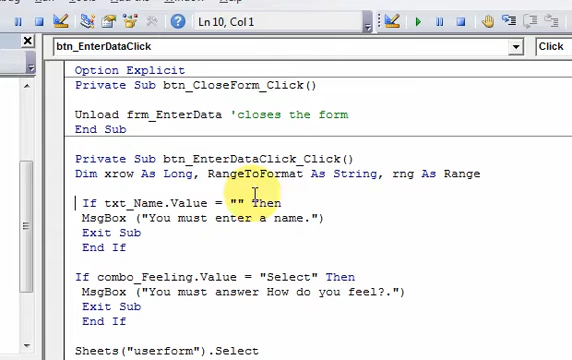 Ln 10, Col 1
btn_EnterDataClick
Click
Option Explicit
Private Sub btn_CloseForm_Click()
Unload frm_EnterData 'closes the form
End Sub
Private Sub btn_EnterDataClick_Click()
Dim xrow As Long, RangeToFormat As String, rng As Range
If txt_Name.Value = "" Then
MsgBox ("You must enter a name.")
Exit Sub
End If
If combo_Feeling.Value = "Select" Then
MsgBox ("You must answer How do you feel?.")
Exit Sub
End If
Sheets("userform").Select